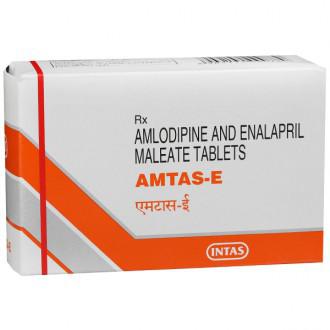 Rx
AMLODIPINE AND ENALAPRIL
MALEATE TABLETS
AMTAS-E
एमटास-ई
INTAS